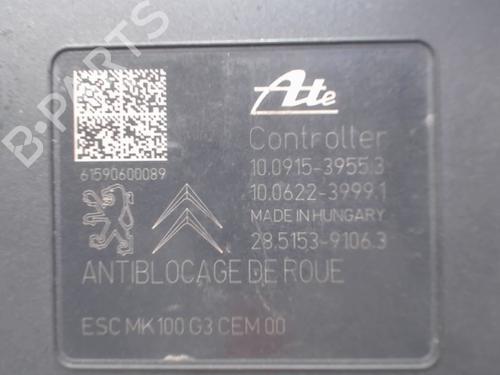 B-PARTS
Ate
Controller
61590600089
10.0915-3955.3
10.0622-3999.1
MADE IN HUNGARY
28.5153-9106.3
ANTIBLOCAGE DE ROUE
ESC MK100 G3 CEM 00